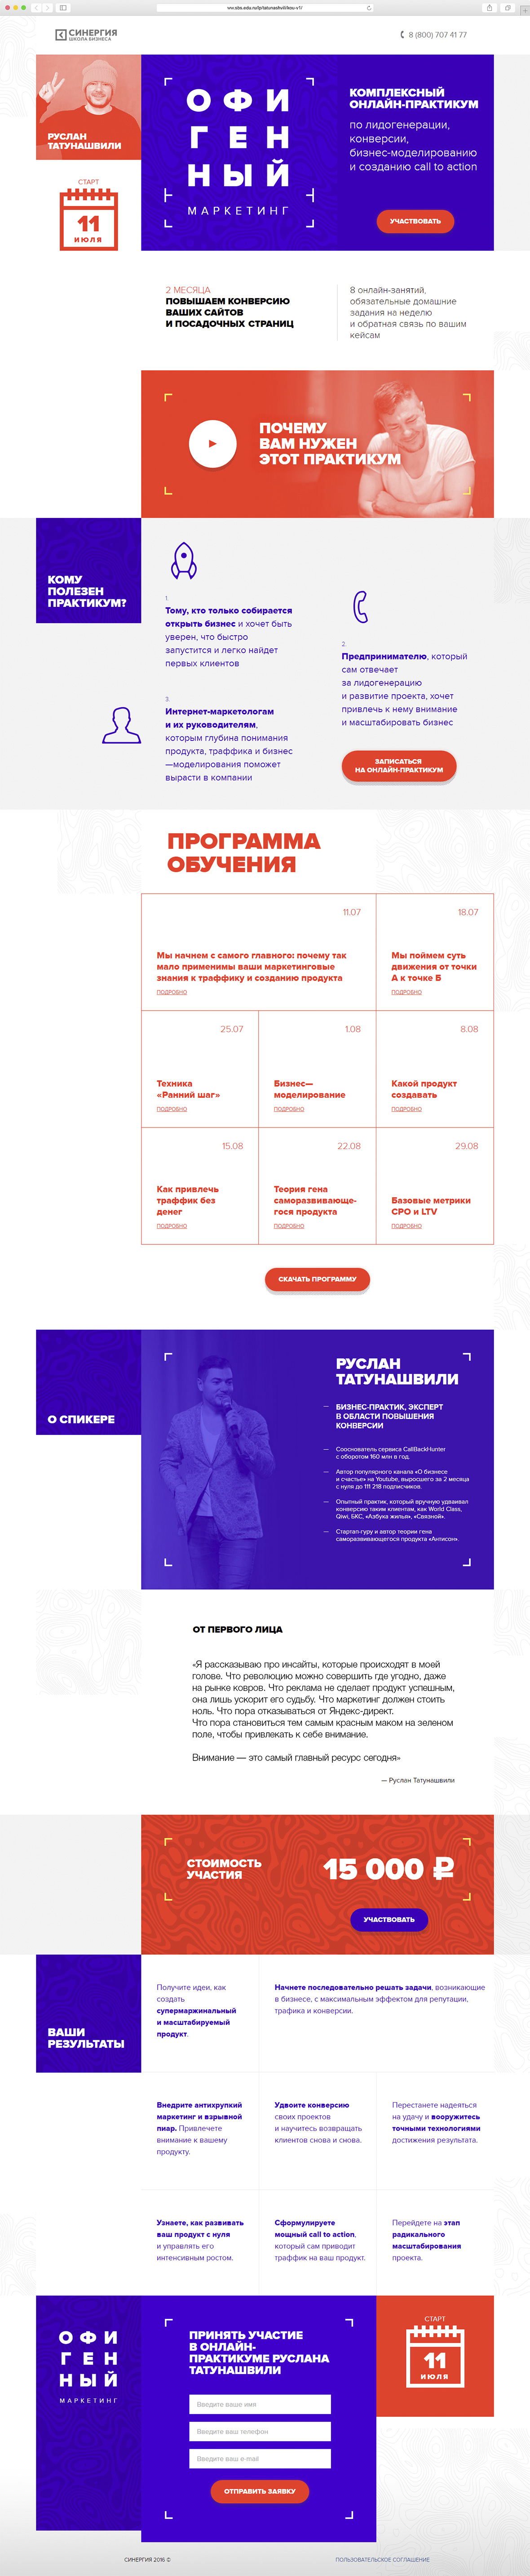 vw.sbs.edu.ru/lp/tatunashvili/kou-v1/
СИНЕРГИЯ
ШКОЛА БИЗНЕСА
8 (800) 707 41 77
РУСЛАН
ТАТУНАШВИЛИ
СТАРТ
11
ИЮЛЯ
ОФИ
ГЕН
НЫЙ
МАРКЕТИНГ
КОМПЛЕКСНЫЙ
ОНЛАЙН-ПРАКТИКУМ
по лидогенерации,
конверсии,
бизнес-моделированию
и созданию call to action
УЧАСТВОВАТЬ
2 МЕСЯЦА
ПОВЫШАЕМ КОНВЕРСИЮ
ВАШИХ САЙТОВ
И ПОСАДОЧНЫХ СТРАНИЦ
8 онлайн-занятий,
обязательные домашние
задания на неделю
и обратная связь по вашим
кейсам
ПОЧЕМУ
ВАМ НУЖЕН
ЭТОТ ПРАКТИКУМ
КОМУ
ПОЛЕЗЕН
ПРАКТИКУМ?
1.
Тому, кто только собирается
открыть бизнес и хочет быть
уверен, что быстро
запустится и легко найдет
первых клиентов
2.
Предпринимателю, который
сам отвечает
за лидогенерацию
и развитие проекта, хочет
привлечь к нему внимание
и масштабировать бизнес
3.
Интернет-маркетологам
и их руководителям,
которым глубина понимания
продукта, траффика и бизнес
—моделирования поможет
вырасти в компании
ЗАПИСАТЬСЯ
НА ОНЛАЙН-ПРАКТИКУМ
ПРОГРАММА
ОБУЧЕНИЯ
11.07
Мы начнем с самого главного: почему так
мало применимы ваши маркетинговые
знания к траффику и созданию продукта
ПОДРОБНО
18.07
Мы поймем суть
движения от точки
А к точке Б
ПОДРОБНО
25.07
Техника
«Ранний шаг»
ПОДРОБНО
1.08
Бизнес—
моделирование
ПОДРОБНО
8.08
Какой продукт
создавать
ПОДРОБНО
15.08
Как привлечь
траффик без
денег
ПОДРОБНО
22.08
Теория гена
саморазвивающе-
гося продукта
ПОДРОБНО
29.08
Базовые метрики
CPO и LTV
ПОДРОБНО
СКАЧАТЬ ПРОГРАММУ
О СПИКЕРЕ
РУСЛАН
ТАТУНАШВИЛИ
— БИЗНЕС-ПРАКТИК, ЭКСПЕРТ
В ОБЛАСТИ ПОВЫШЕНИЯ
КОНВЕРСИИ
— Сооснователь сервиса CallBackHunter
с оборотом 160 млн в год.
— Автор популярного канала «О бизнесе
и счастье» на Youtube, выросшего за 2 месяца
с нуля до 111 218 подписчиков.
— Опытный практик, который вручную удваивал
конверсию таким клиентам, как World Class,
Qiwi, БКС, «Азбука жилья», «Связной».
— Стартап-гуру и автор теории гена
саморазвивающегося продукта «Антисон».
ОТ ПЕРВОГО ЛИЦА
«Я рассказываю про инсайты, которые происходят в моей
голове. Что революцию можно совершить где угодно, даже
на рынке ковров. Что реклама не сделает продукт успешным,
она лишь ускорит его судьбу. Что маркетинг должен стоить
ноль. Что пора отказываться от Яндекс-директ.
Что пора становиться тем самым красным маком на зеленом
поле, чтобы привлекать к себе внимание.
Внимание — это самый главный ресурс сегодня»
— Руслан Татунашвили
СТОИМОСТЬ
УЧАСТИЯ
15 000 ₽
УЧАСТВОВАТЬ
ВАШИ
РЕЗУЛЬТАТЫ
Получите идеи, как
создать
супермаржинальный
и масштабируемый
продукт.
Начнете последовательно решать задачи, возникающие
в бизнесе, с максимальным эффектом для репутации,
трафика и конверсии.
Внедрите антихрупкий
маркетинг и взрывной
пиар. Привлечете
внимание к вашему
продукту.
Удвоите конверсию
своих проектов
и научитесь возвращать
клиентов снова и снова.
Перестанете надеяться
на удачу и вооружитесь
точными технологиями
достижения результата.
Узнаете, как развивать
ваш продукт с нуля
и управлять его
интенсивным ростом.
Сформулируете
мощный call to action,
который сам приводит
траффик на ваш продукт.
Перейдете на этап
радикального
масштабирования
проекта.
ОФИ
ГЕН
НЫЙ
МАРКЕТИНГ
ПРИНЯТЬ УЧАСТИЕ
В ОНЛАЙН-
ПРАКТИКУМЕ РУСЛАНА
ТАТУНАШВИЛИ
Введите ваше имя
Введите ваш телефон
Введите ваш e-mail
ОТПРАВИТЬ ЗАЯВКУ
СТАРТ
11
ИЮЛЯ
СИНЕРГИЯ 2016 ©
ПОЛЬЗОВАТЕЛЬСКОЕ СОГЛАШЕНИЕ